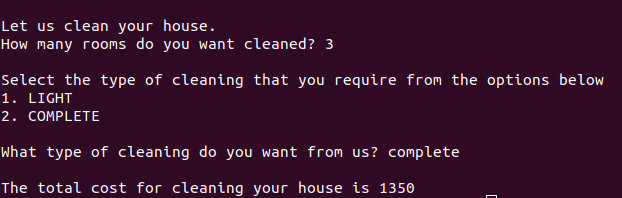 Let us clean your house.
How many rooms do you want cleaned? 3
Select the type of cleaning that you require from the options below
1. LIGHT
2. COMPLETE
What type of cleaning do you want from us? complete
The total cost for cleaning your house is 1350